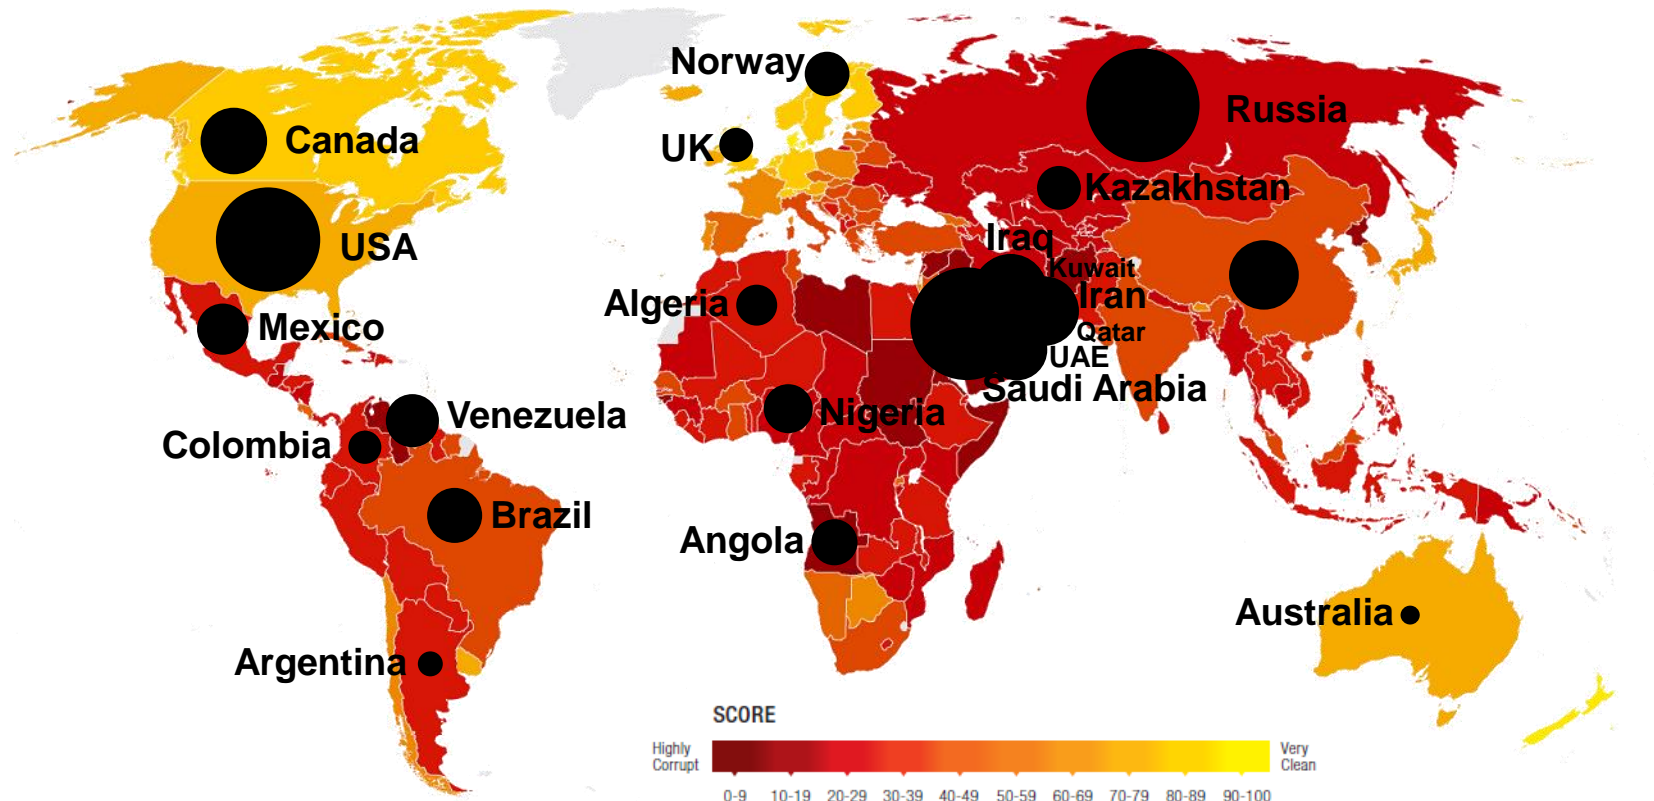 Norway
Russia
Canada
UK
Kazakhstan
USA
Iraq
Kuwait
Iran
Algeria
Mexico
Qatar
UAE
Saudi Arabia
Venezuela
Nigeria
Colombia
Brazil
Angola
Australia
Argentina
SCORE
Highly
Corrupt
Very
Clean
0-9 10-19 20-29 30-39 40-49 50-59 60-69 70-79 80-89 90-100